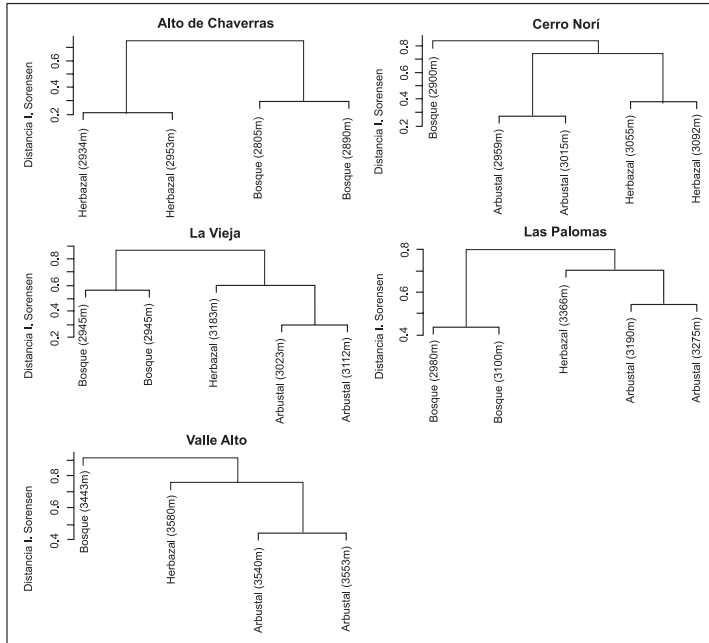 Alto de Chaverras
Distancia I. Sorensen
0.2
0.4
0.6
Herbazal (2934m)
Herbazal (2953m)
Bosque (2805m)
Bosque (2890m)
Cerro Norí
Distancia I. Sorensen
0.2
0.4
0.6
0.8
Bosque (2900m)
Arbustal (2959m)
Arbustal (3015m)
Herbazal (3055m)
Herbazal (3092m)
La Vieja
Distancia I. Sorensen
0.2
0.4
0.6
0.8
Bosque (2945m)
Bosque (2945m)
Herbazal (3183m)
Arbustal (3023m)
Arbustal (3112m)
Las Palomas
Distancia I. Sorensen
0.4
0.6
0.8
Bosque (2980m)
Bosque (3100m)
Herbazal (3366m)
Arbustal (3190m)
Arbustal (3275m)
Valle Alto
Distancia I. Sorensen
0.4
0.6
0.8
Bosque (3443m)
Herbazal (3580m)
Arbustal (3540m)
Arbustal (3553m)